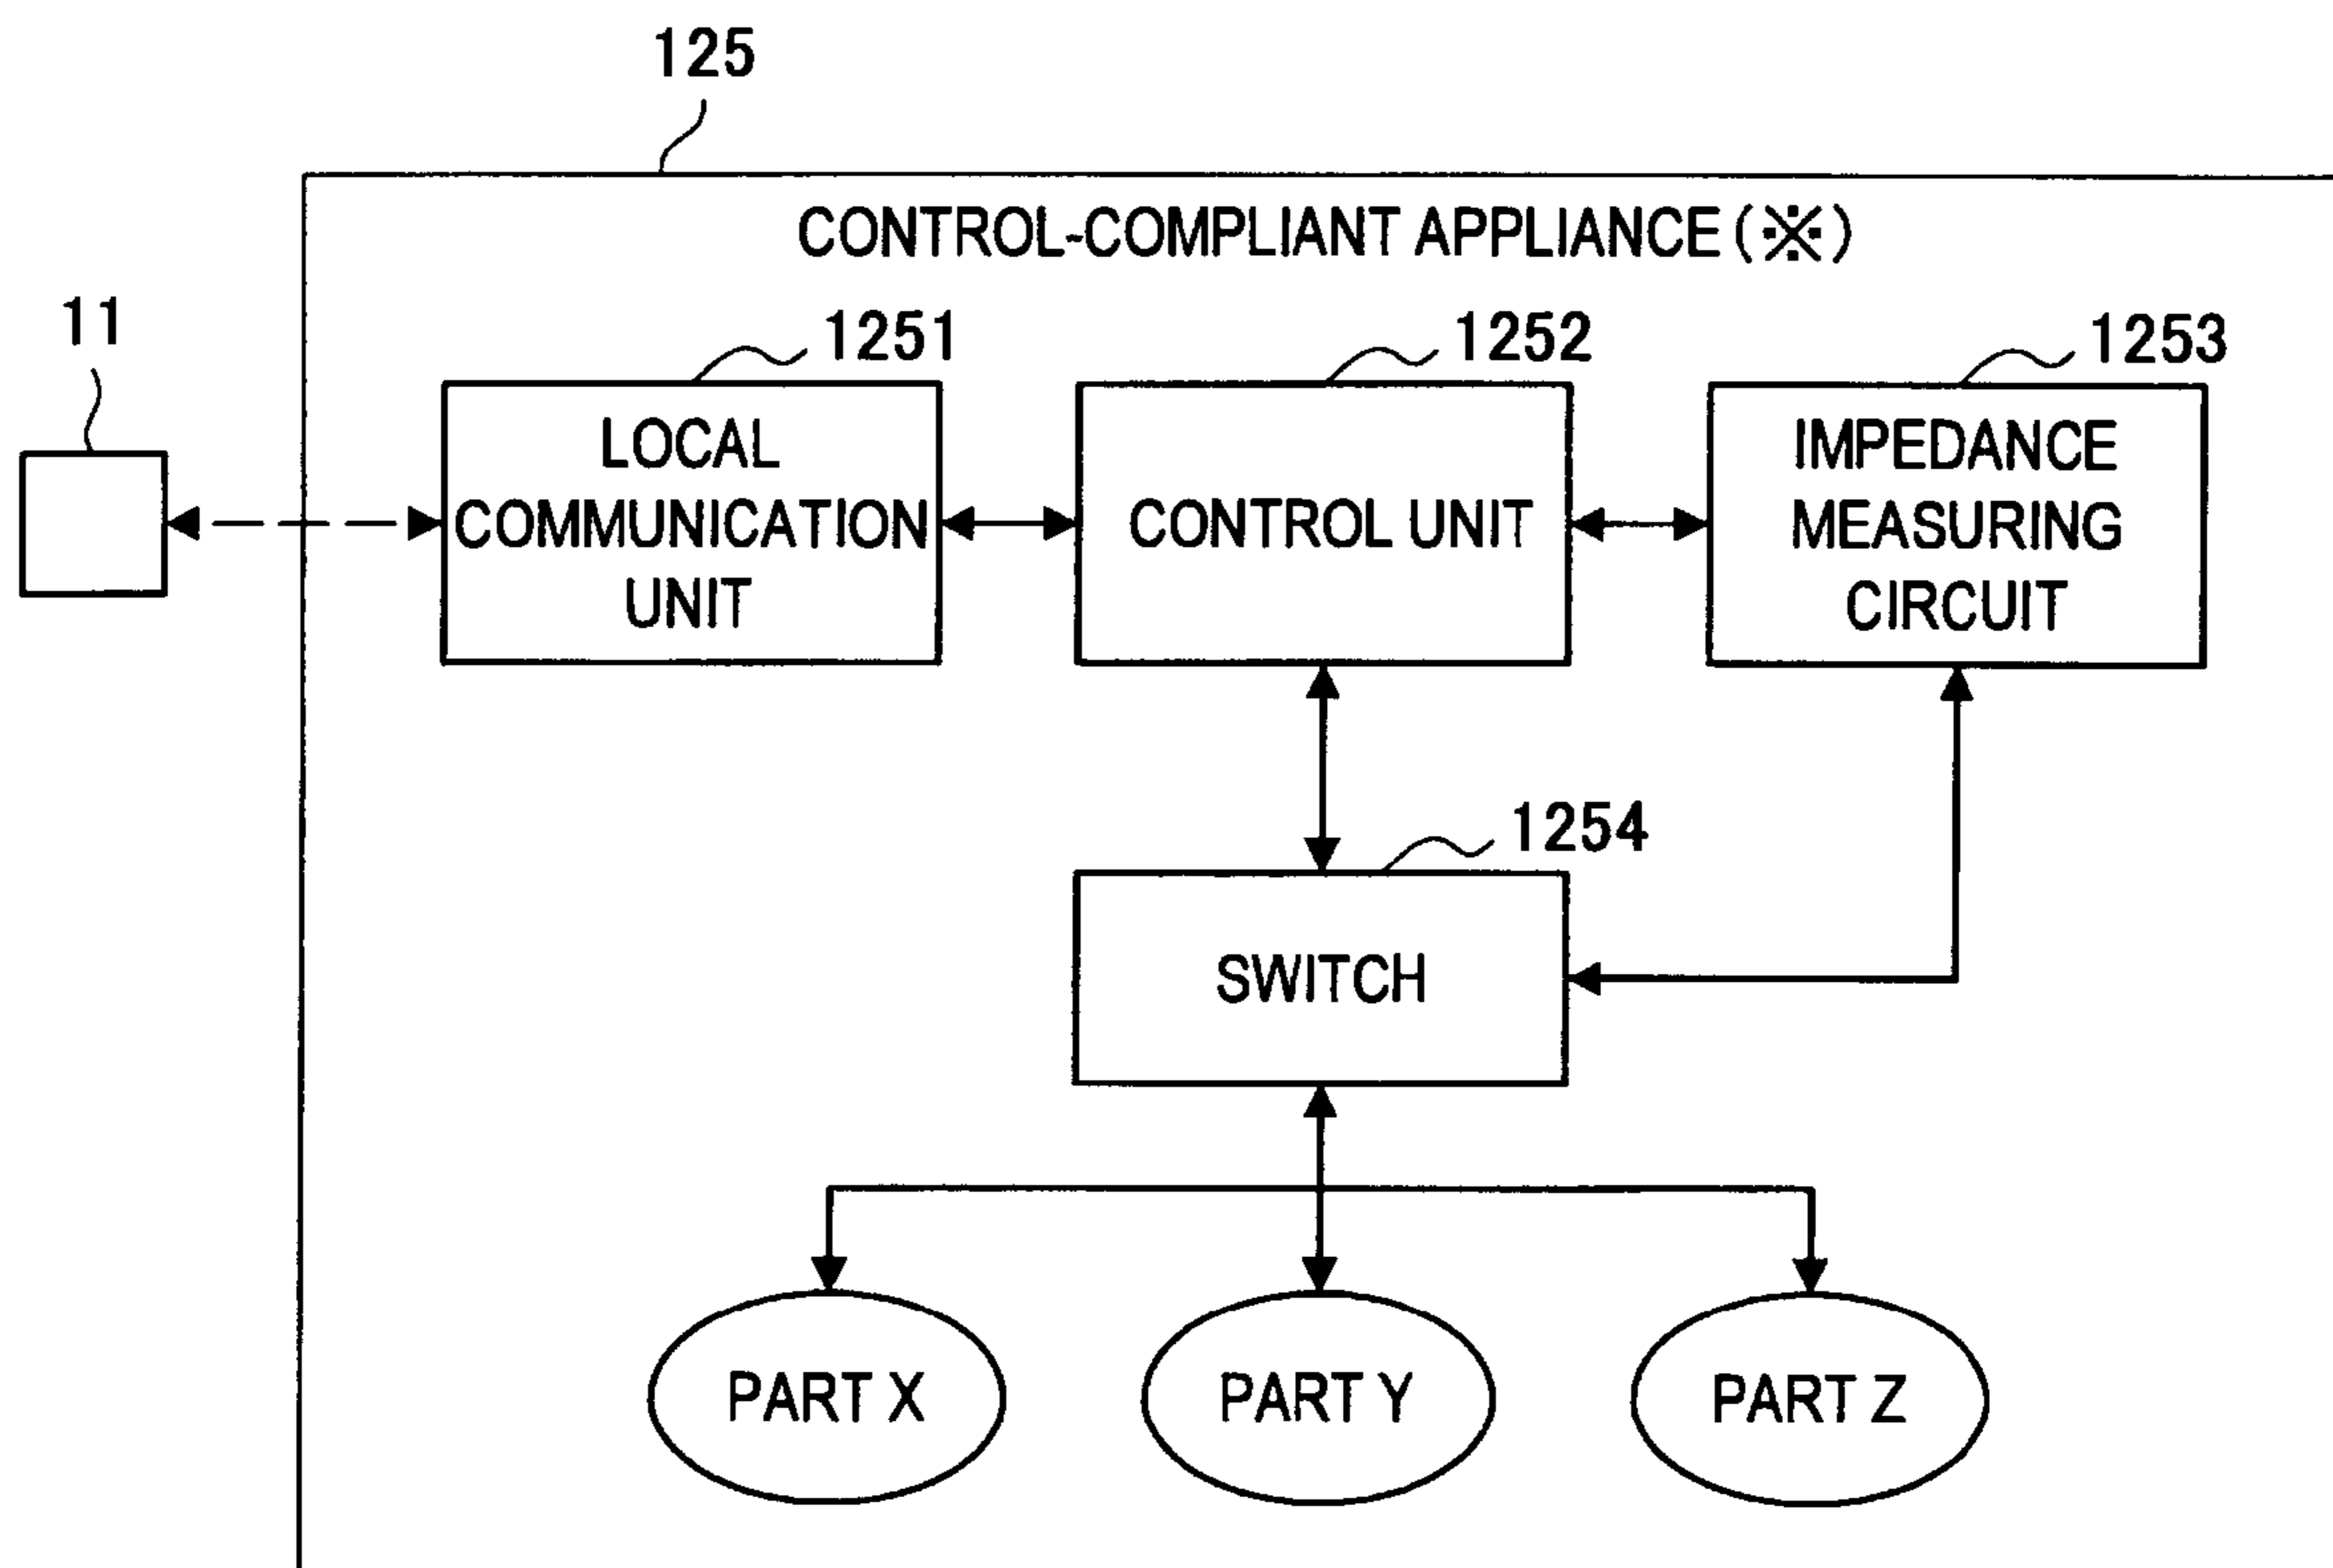 125
CONTROL-COMPLIANT APPLIANCE(※)
11
1251
1252
1253
LOCAL
COMMUNICATION
UNIT
CONTROL UNIT
IMPEDANCE
MEASURING
CIRCUIT
1254
SWITCH
PART X
PART Y
PART Z